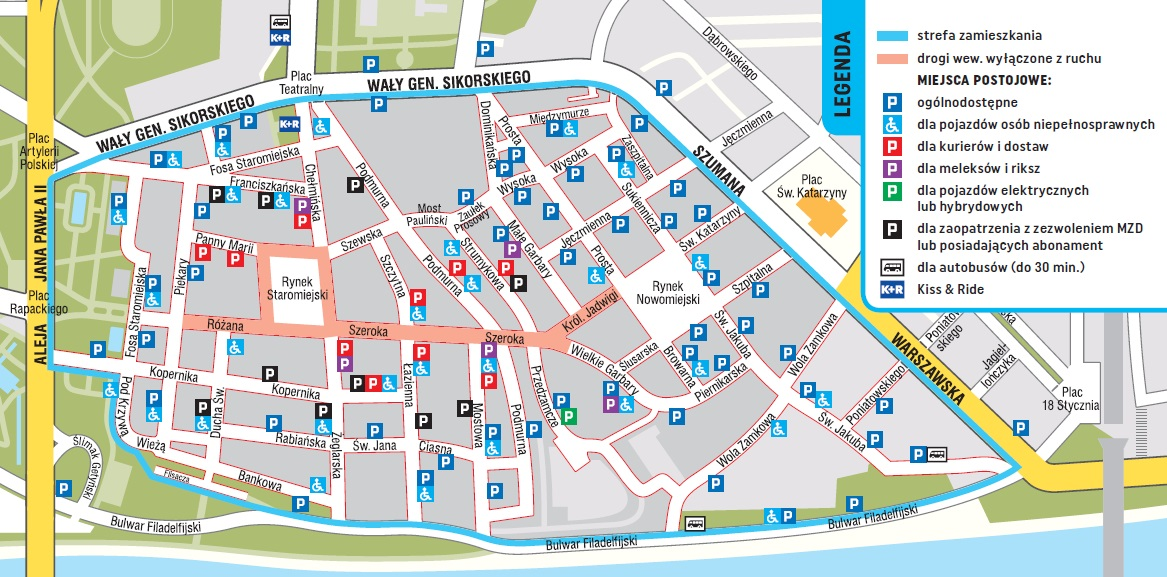 LEGENDA
strefa zamieszkania
drogi wew. wyłączone z ruchu
MIEJSCA POSTOJOWE:
P ogólnodostępne
dla pojazdów osób niepełnosprawnych
P dla kurierów i dostaw
P dla meleksów i riksz
P dla pojazdów elektrycznych
lub hybrydowych
P dla zaopatrzenia z zezwoleniem MZD
lub posiadających abonament
dla autobusów (do 30 min.)
K+R Kiss & Ride
K+R
Plac
Teatralny
WAŁY GEN. SIKORSKIEGO
WAŁY GEN. SIKORSKIEGO
Dąbrowskiego
Jęczmienna
SZUMANA
Plac
Św. Katarzyny
Plac
Artylerii
Polskiej
ALEJA JANA PAWŁA II
Plac
Rapackiego
K+R
Fosa Staromiejska
Franciszkańska
Chełmińska
Podmurna
Dominikańska
Prosta
Międzymurze
Wysoka
Wysoka
Zaszpitalna
Sukiennicza
Most
Pauliński
Zaułek
Prosowy
Małe Garbary
Jęczmienna
Św. Katarzyny
Panny Marii
Szewska
Piekary
Rynek
Staromiejski
Szczytna
Podmurna
Strumykowa
Prosta
Rynek
Nowomiejski
Szpitalna
Fosa Staromiejska
Różana
Szeroka
Szeroka
Król. Jadwigi
Wielkie Garbary
Ślusarska
Browarna
Św. Jakuba
Piernikarska
Wola Zamkowa
WARSZAWSKA
Poniatowskiego
Jagiellończyka
Plac
18 Stycznia
Kopernika
Kopernika
Pod Krzywą
Wieżą
Ducha Św.
Rabiańska
Żeglarska
Łazienna
Św. Jana
Ciasna
Mostowa
Podmurna
Przedzamcze
Wola Zamkowa
Św. Jakuba
Poniatowskiego
Ślimak Getyński
Flisacza
Bankowa
Bulwar Filadelfijski
Bulwar Filadelfijski
Bulwar Filadelfijski